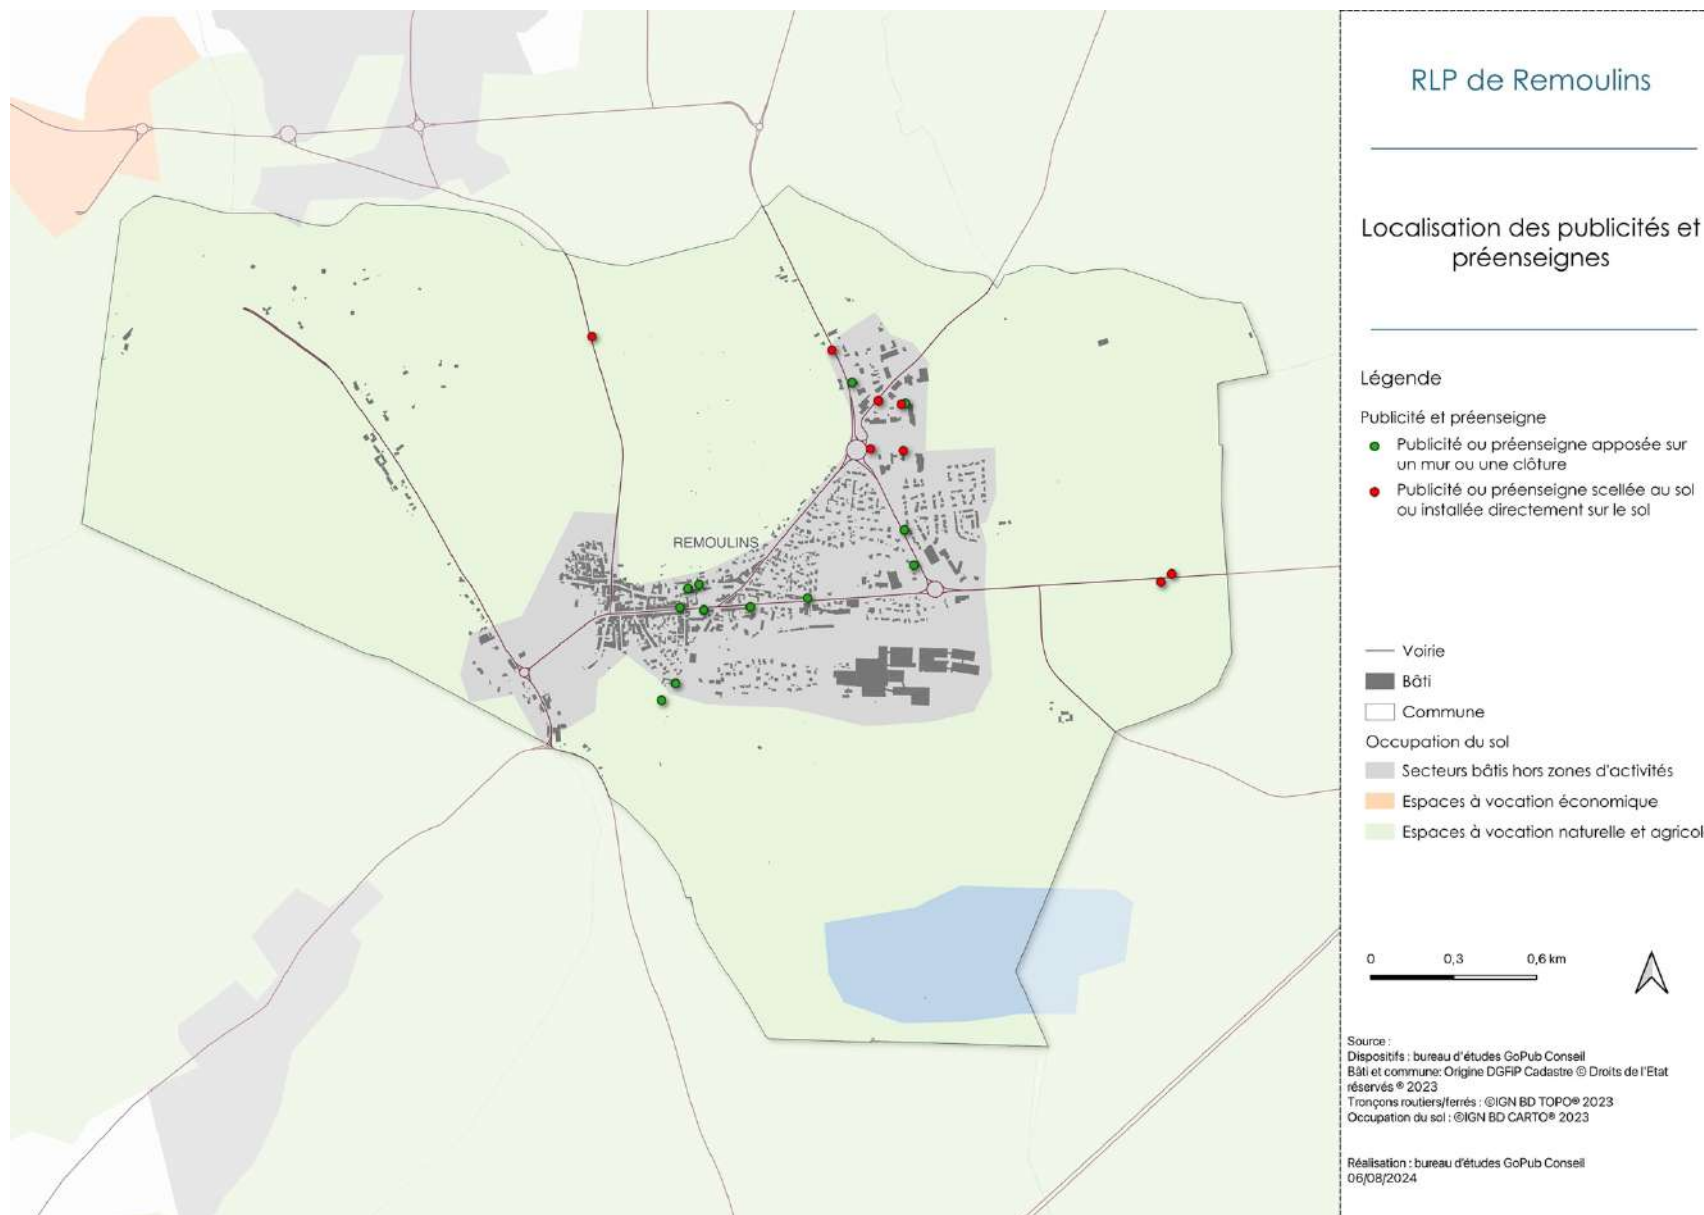 RLP de Remoulins
Localisation des publicités et
préenseignes
Légende
Publicité et préenseigne
Publicité ou préenseigne apposée sur
un mur ou une clôture
Publicité ou préenseigne scellée au sol
ou installée directement sur le sol
REMOULINS
Voirie
Bâti
Commune
Occupation du sol
Secteurs bâtis hors zones d'activités
Espaces à vocation économique
Espaces à vocation naturelle et agricol
0 0,3 0,6 km
Source :
Dispositifs : bureau d'études GoPub Conseil
Bâti et commune: Origine DGFiP Cadastre © Droits de l'Etat
réservés ® 2023
Tronçons routiers/ferrés : ©IGN BD TOPO® 2023
Occupation du sol : ©IGN BD CARTO® 2023
Réalisation : bureau d'études GoPub Conseil
06/08/2024